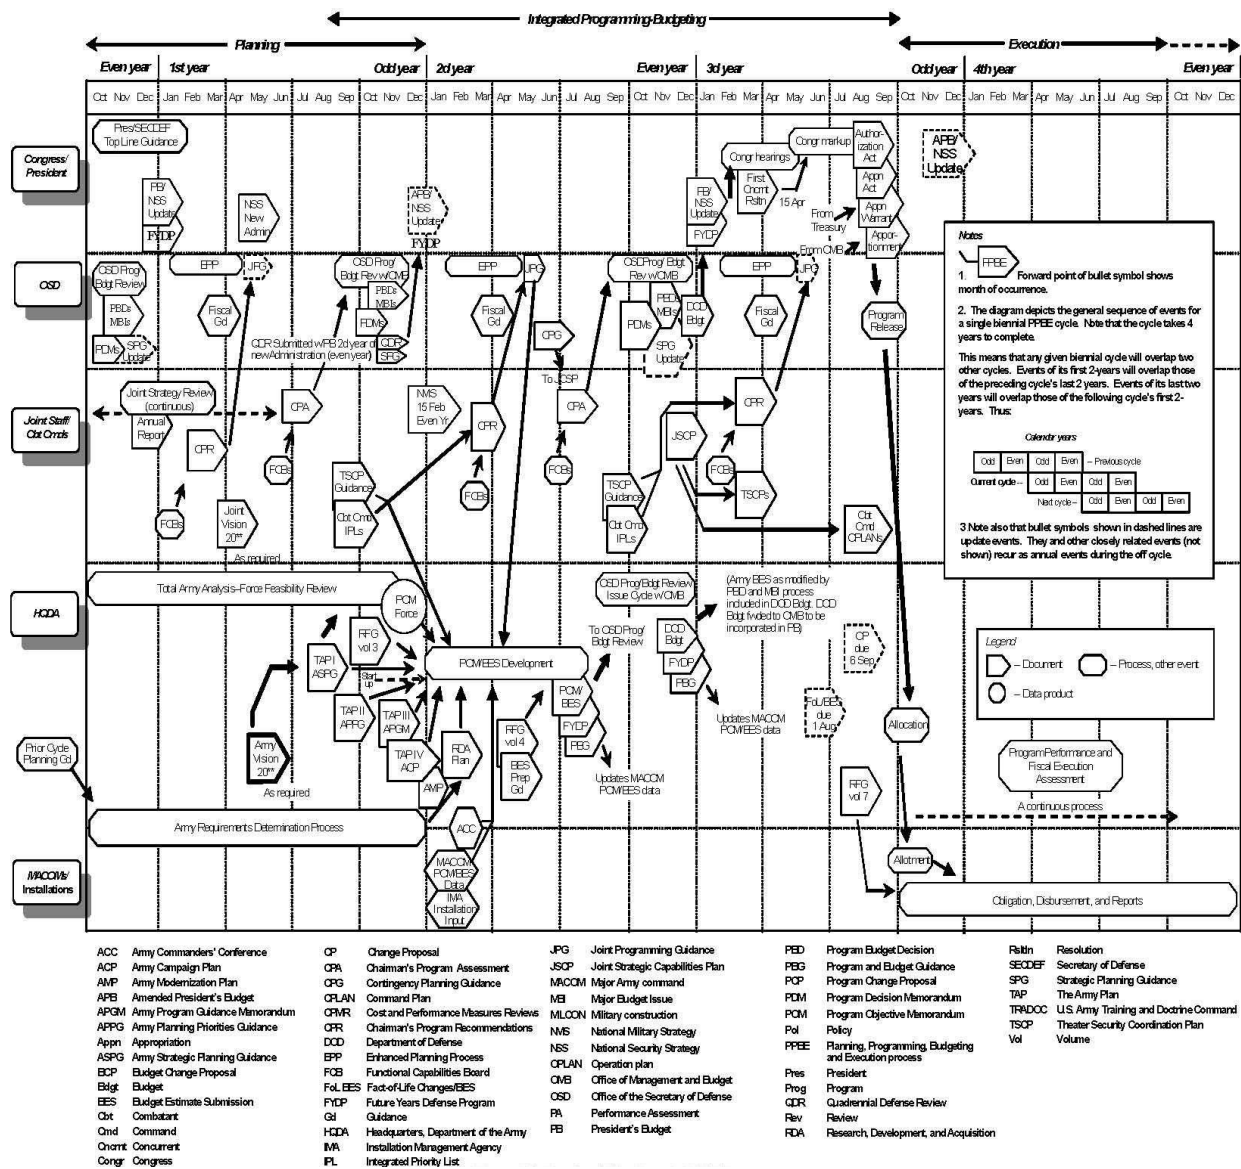 Integrated Programming-Budgeting
Planning
Execution
Even year
1st year
Odd year
2d year
Even year
3d year
Odd year
4th year
Even year
Oct Nov Dec Jan Feb Mar Apr May Jun Jul Aug Sep Oct Nov Dec Jan Feb Mar Apr May Jun Jul Aug Sep Oct Nov Dec Jan Feb Mar Apr May Jun Jul Aug Sep Oct Nov Dec Jan Feb Mar Apr May Jun Jul Aug Sep Oct Nov Dec
Congress/
President
Pres/SECDEF
Top Line Guidance
PB/
NSS
Update
FYDP
NSS
New
Admin
APB/
NSS
Update
FYDP
PB/
NSS
Update
FYDP
Congr hearings
First
Cncrnt
Rsltn
15 Apr
Congr markup
Author-
ization
Act
Appn
Act
Appn
Warrant
Appor-
tionment
From
Treasury
From OMB
APB/
NSS
Update
OSD
OSD Prog/
Bdgt Review
PBDs
MBIs
PDMs
SPG
Update
EPP
JPG
Fiscal
Gd
OSD Prog/
Bdgt Rev w/OMB
PBDs
MBIs
PDMs
QDR
SPG
QDR Submitted w/PB 2d year of
new Administration (even year)
EPP
JPG
Fiscal
Gd
CPG
To JCSP
OSD Prog/Bdgt
Rev w/OMB
PBDs
MBIs
PDMs
SPG
Update
DOD
Bdgt
EPP
JPG
Fiscal
Gd
Program
Release
Joint Staff/
Cbt Cmds
Joint Strategy Review
(continuous)
Annual
Report
CPR
FCBs
Joint
Vision
20**
As required
CPA
FCBs
TSCP
Guidance
Cbt Cmd
IPLs
NMS
15 Feb
Even Yr
CPR
FCBs
CPA
FCBs
TSCP
Guidance
Cbt Cmd
IPLs
JSCP
CPR
FCBs
TSCPs
Cbt
Cmd
OPLANs
HQDA
Total Army Analysis–Force Feasibility Review
POM
Force
RFG
vol 3
TAP I
ASPG
Start
up
TAP II
APPG
TAP III
APGM
TAP IV
ACP
AMP
RDA
Plan
POM/BES Development
Army
Vision
20**
As required
RFG
vol 4
BES
Prep
Gd
POM/
BES
FYDP
PBG
Updates MACOM
POM/BES data
To OSD Prog/
Bdgt Review
OSD Prog/Bdgt Review
Issue Cycle w/OMB
DOD
Bdgt
FYDP
PBG
Updates MACOM
POM/BES data
(Army BES as modified by
PBD and MBI process
included in DOD Bdgt. DOD
Bdgt fwded to OMB to be
incorporated in PB)
CP
due
6 Sep
FoL/BES
due
1 Aug
RFG
vol 7
Allocation
Program Performance and
Fiscal Execution
Assessment
A continuous process
Prior Cycle
Planning Gd
Army Requirements Determination Process
ACC
MACOMs/
Installations
MACOM
POM/BES
Data
IMA
Installation
Input
Allotment
Obligation, Disbursement, and Reports
Notes
1. PPBE Forward point of bullet symbol shows
month of occurrence.
2. The diagram depicts the general sequence of events for
a single biennial PPBE cycle. Note that the cycle takes 4
years to complete.
This means that any given biennial cycle will overlap two
other cycles. Events of its first 2-years will overlap those
of the preceding cycle's last 2 years. Events of its last two
years will overlap those of the following cycle's first 2-
years. Thus:
Calendar years
Odd Even Odd Even – Previous cycle
Current cycle – Odd Even Odd Even
Next cycle – Odd Even Odd Even
3 Note also that bullet symbols shown in dashed lines are
update events. They and other closely related events (not
shown) recur as annual events during the off cycle.
Legend
– Document
– Process, other event
– Data product
ACC Army Commanders' Conference
ACP Army Campaign Plan
AMP Army Modernization Plan
APB Amended President's Budget
APGM Army Program Guidance Memorandum
APPG Army Planning Priorities Guidance
Appn Appropriation
ASPG Army Strategic Planning Guidance
BCP Budget Change Proposal
Bdgt Budget
BES Budget Estimate Submission
Cbt Combatant
Cmd Command
Cncrnt Concurrent
Congr Congress
CP Change Proposal
CPA Chairman's Program Assessment
CPG Contingency Planning Guidance
CPLAN Command Plan
CPMR Cost and Performance Measures Reviews
CPR Chairman's Program Recommendations
DOD Department of Defense
EPP Enhanced Planning Process
FCB Functional Capabilities Board
FoL BES Fact-of-Life Changes/BES
FYDP Future Years Defense Program
Gd Guidance
HQDA Headquarters, Department of the Army
IMA Installation Management Agency
IPL Integrated Priority List
JPG Joint Programming Guidance
JSCP Joint Strategic Capabilities Plan
MACOM Major Army command
MBI Major Budget Issue
MILCON Military construction
NMS National Military Strategy
NSS National Security Strategy
OPLAN Operation plan
OMB Office of Management and Budget
OSD Office of the Secretary of Defense
PA Performance Assessment
PB President's Budget
PBD Program Budget Decision
PBG Program and Budget Guidance
PCP Program Change Proposal
PDM Program Decision Memorandum
POM Program Objective Memorandum
Pol Policy
PPBE Planning, Programming, Budgeting
and Execution process
Pres President
Prog Program
QDR Quadrennial Defense Review
Rev Review
RDA Research, Development, and Acquisition
Rsltn Resolution
SECDEF Secretary of Defense
SPG Strategic Planning Guidance
TAP The Army Plan
TRADOC U.S. Army Training and Doctrine Command
TSCP Theater Security Coordination Plan
Vol Volume